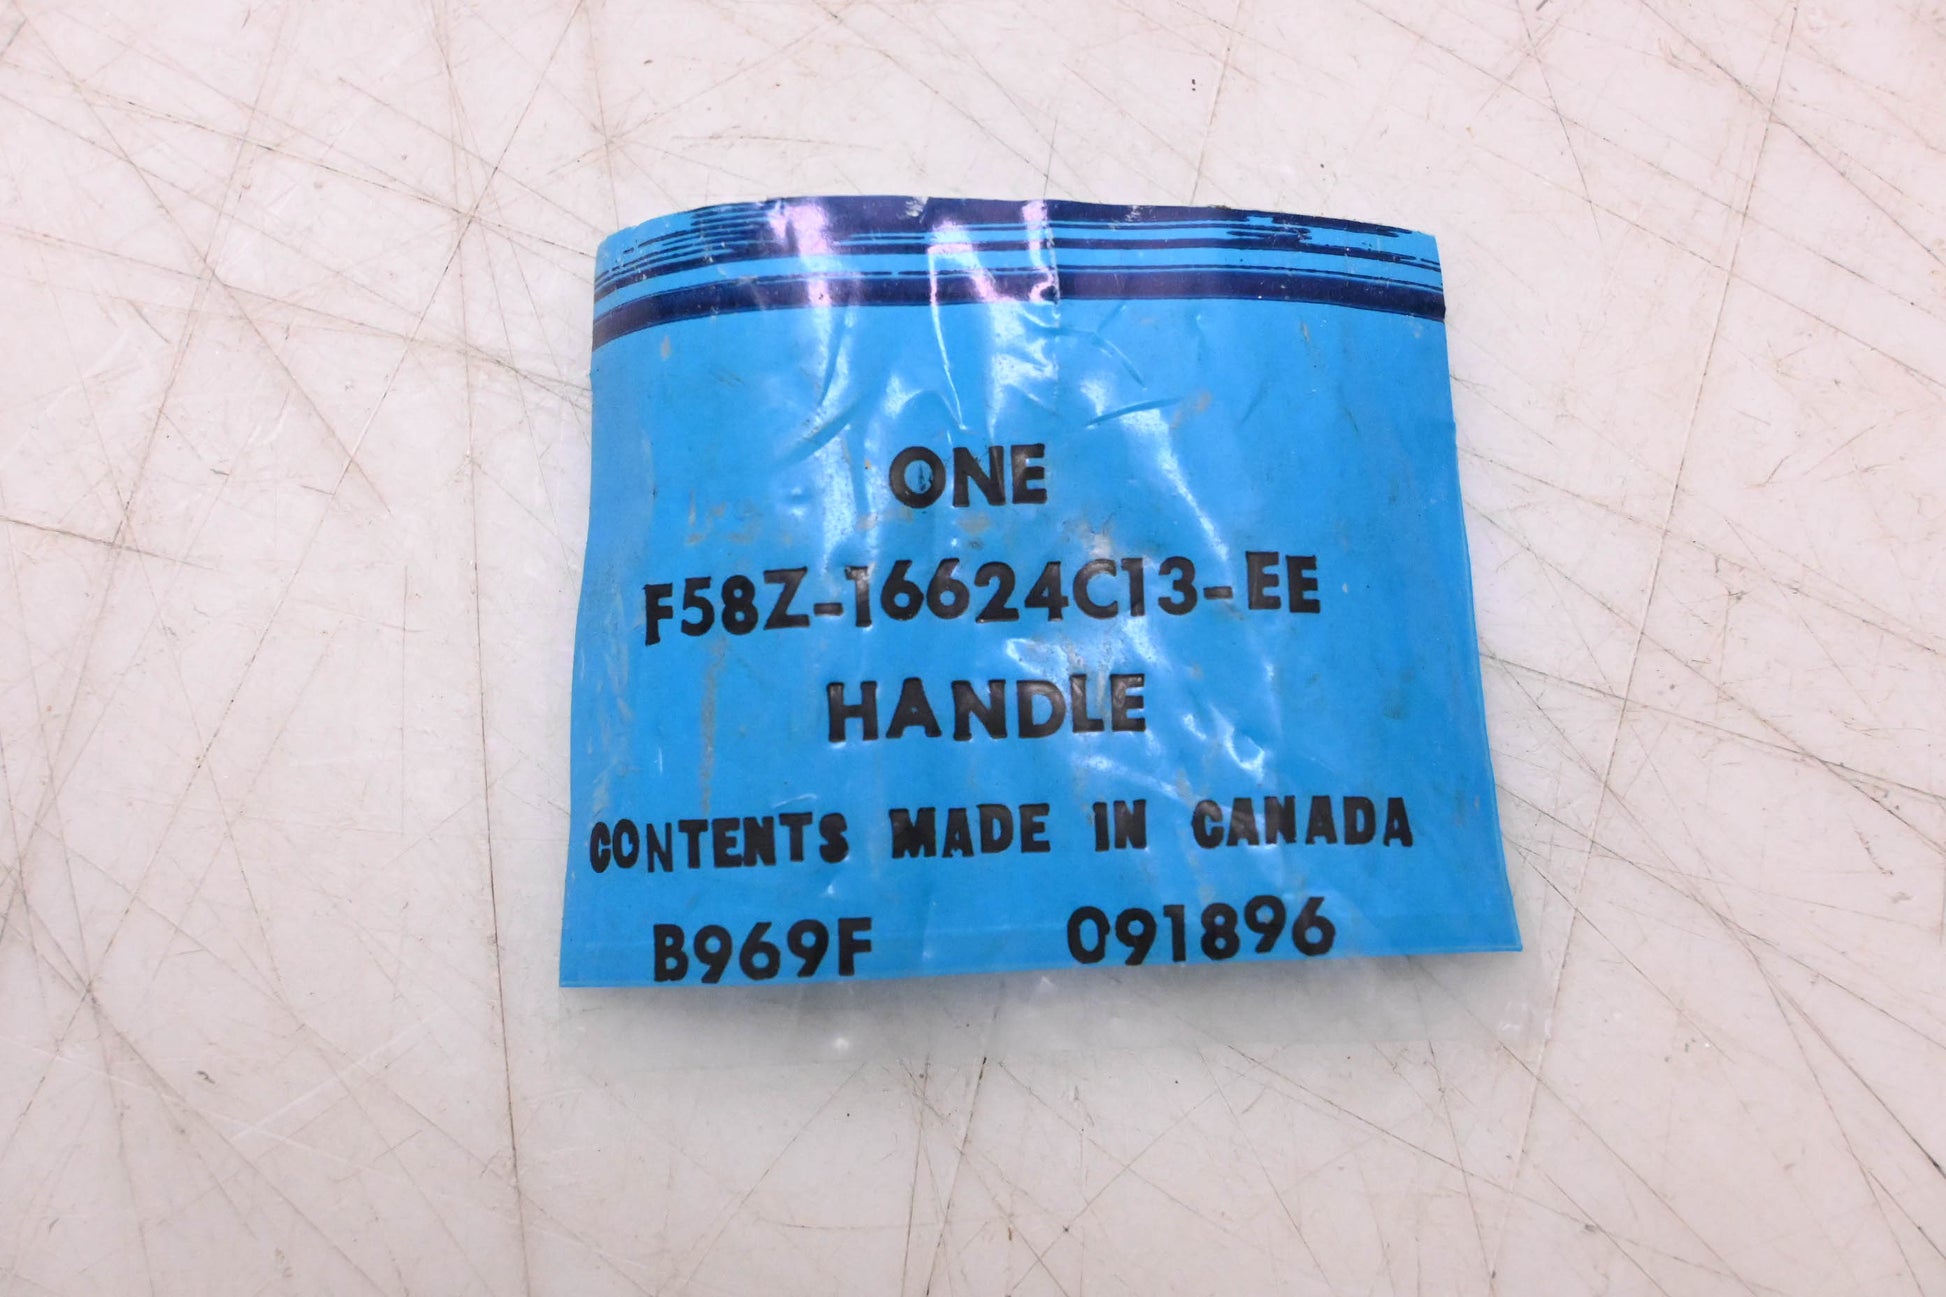 ONE
F58Z-16624C13-EE
HANDLE
CONTENTS MADE IN CANADA
B969F 091896